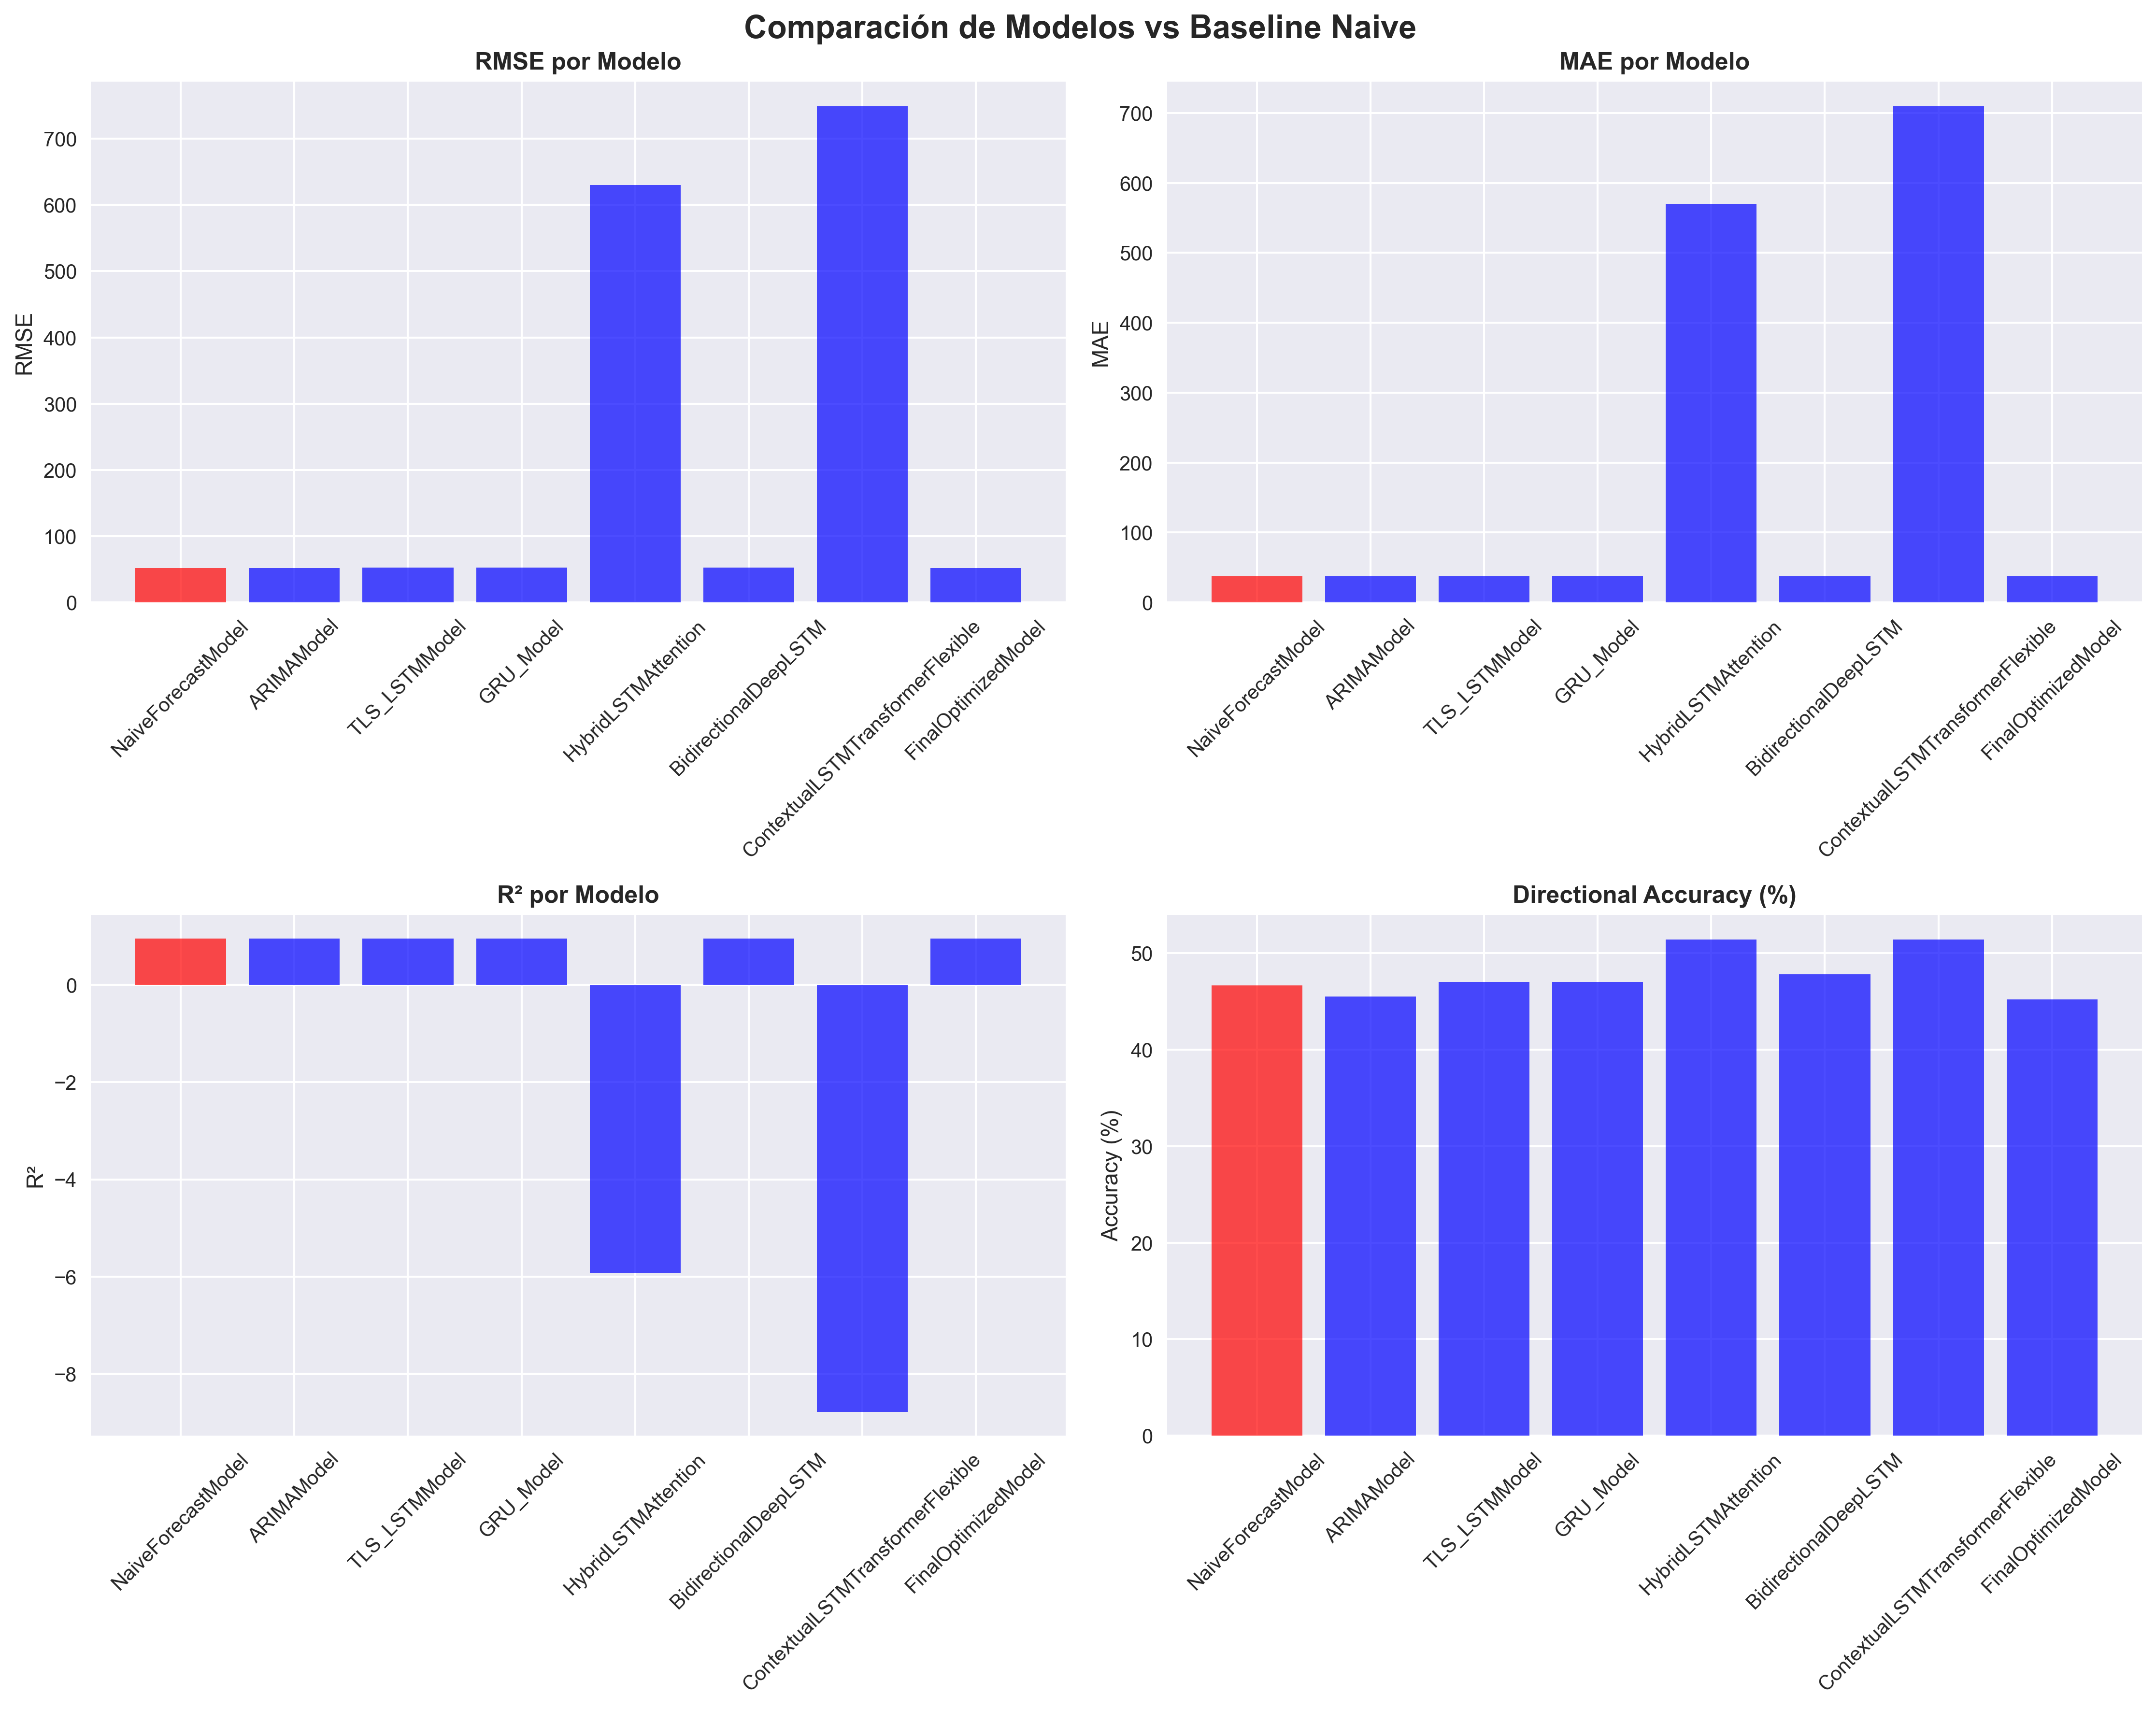 Comparación de Modelos vs Baseline Naive
RMSE por Modelo
RMSE
700
600
500
400
300
200
100
0
NaiveForecastModel
ARIMAModel
TLS_LSTMModel
GRU_Model
HybridLSTMAttention
BidirectionalDeepLSTM
ContextualLSTMTransformerFlexible
FinalOptimizedModel
MAE por Modelo
MAE
700
600
500
400
300
200
100
0
NaiveForecastModel
ARIMAModel
TLS_LSTMModel
GRU_Model
HybridLSTMAttention
BidirectionalDeepLSTM
ContextualLSTMTransformerFlexible
FinalOptimizedModel
R² por Modelo
R²
0
−2
−4
−6
−8
NaiveForecastModel
ARIMAModel
TLS_LSTMModel
GRU_Model
HybridLSTMAttention
BidirectionalDeepLSTM
ContextualLSTMTransformerFlexible
FinalOptimizedModel
Directional Accuracy (%)
Accuracy (%)
50
40
30
20
10
0
NaiveForecastModel
ARIMAModel
TLS_LSTMModel
GRU_Model
HybridLSTMAttention
BidirectionalDeepLSTM
ContextualLSTMTransformerFlexible
FinalOptimizedModel